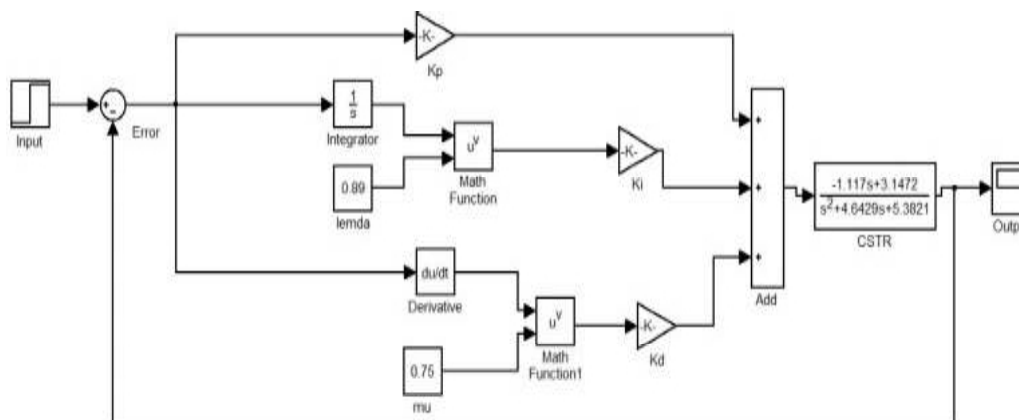 -K-
Kp
+
-
Input
Error
1
s
Integrator
0.89
lemda
u^v
Math
Function
-K-
Ki
+
+
+
Add
-1.117s+3.1472
s^2+4.6429s+5.3821
CSTR
du/dt
Derivative
0.75
mu
u^v
Math
Function1
-K-
Kd